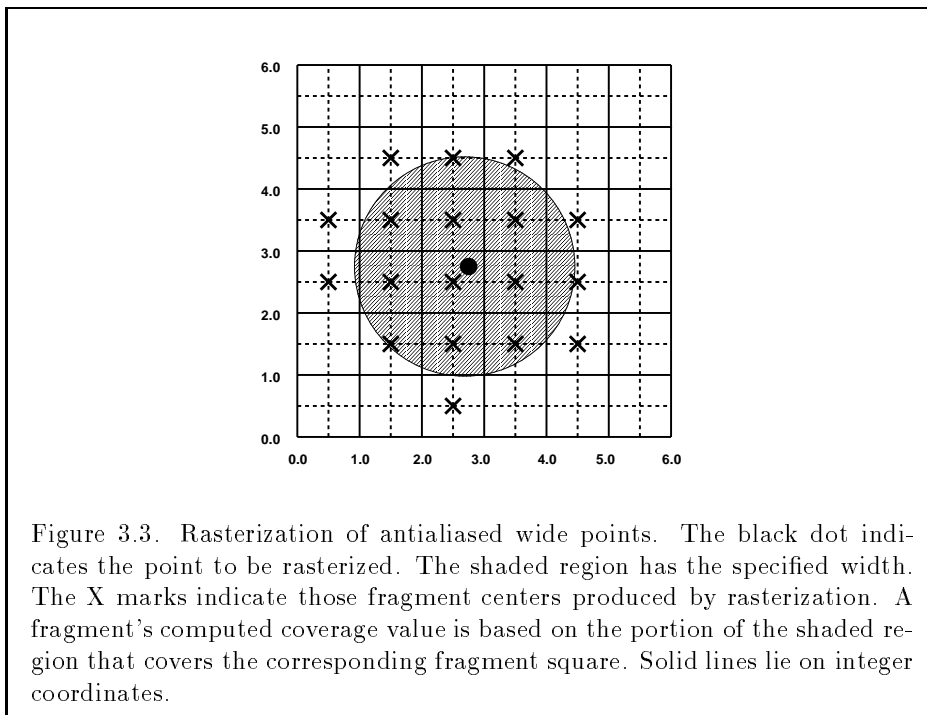 6.0
5.0
4.0
3.0
2.0
1.0
0.0
0.0 1.0 2.0 3.0 4.0 5.0 6.0
Figure 3.3. Rasterization of antialiased wide points. The black dot indi-
cates the point to be rasterized. The shaded region has the specified width.
The X marks indicate those fragment centers produced by rasterization. A
fragment's computed coverage value is based on the portion of the shaded re-
gion that covers the corresponding fragment square. Solid lines lie on integer
coordinates.